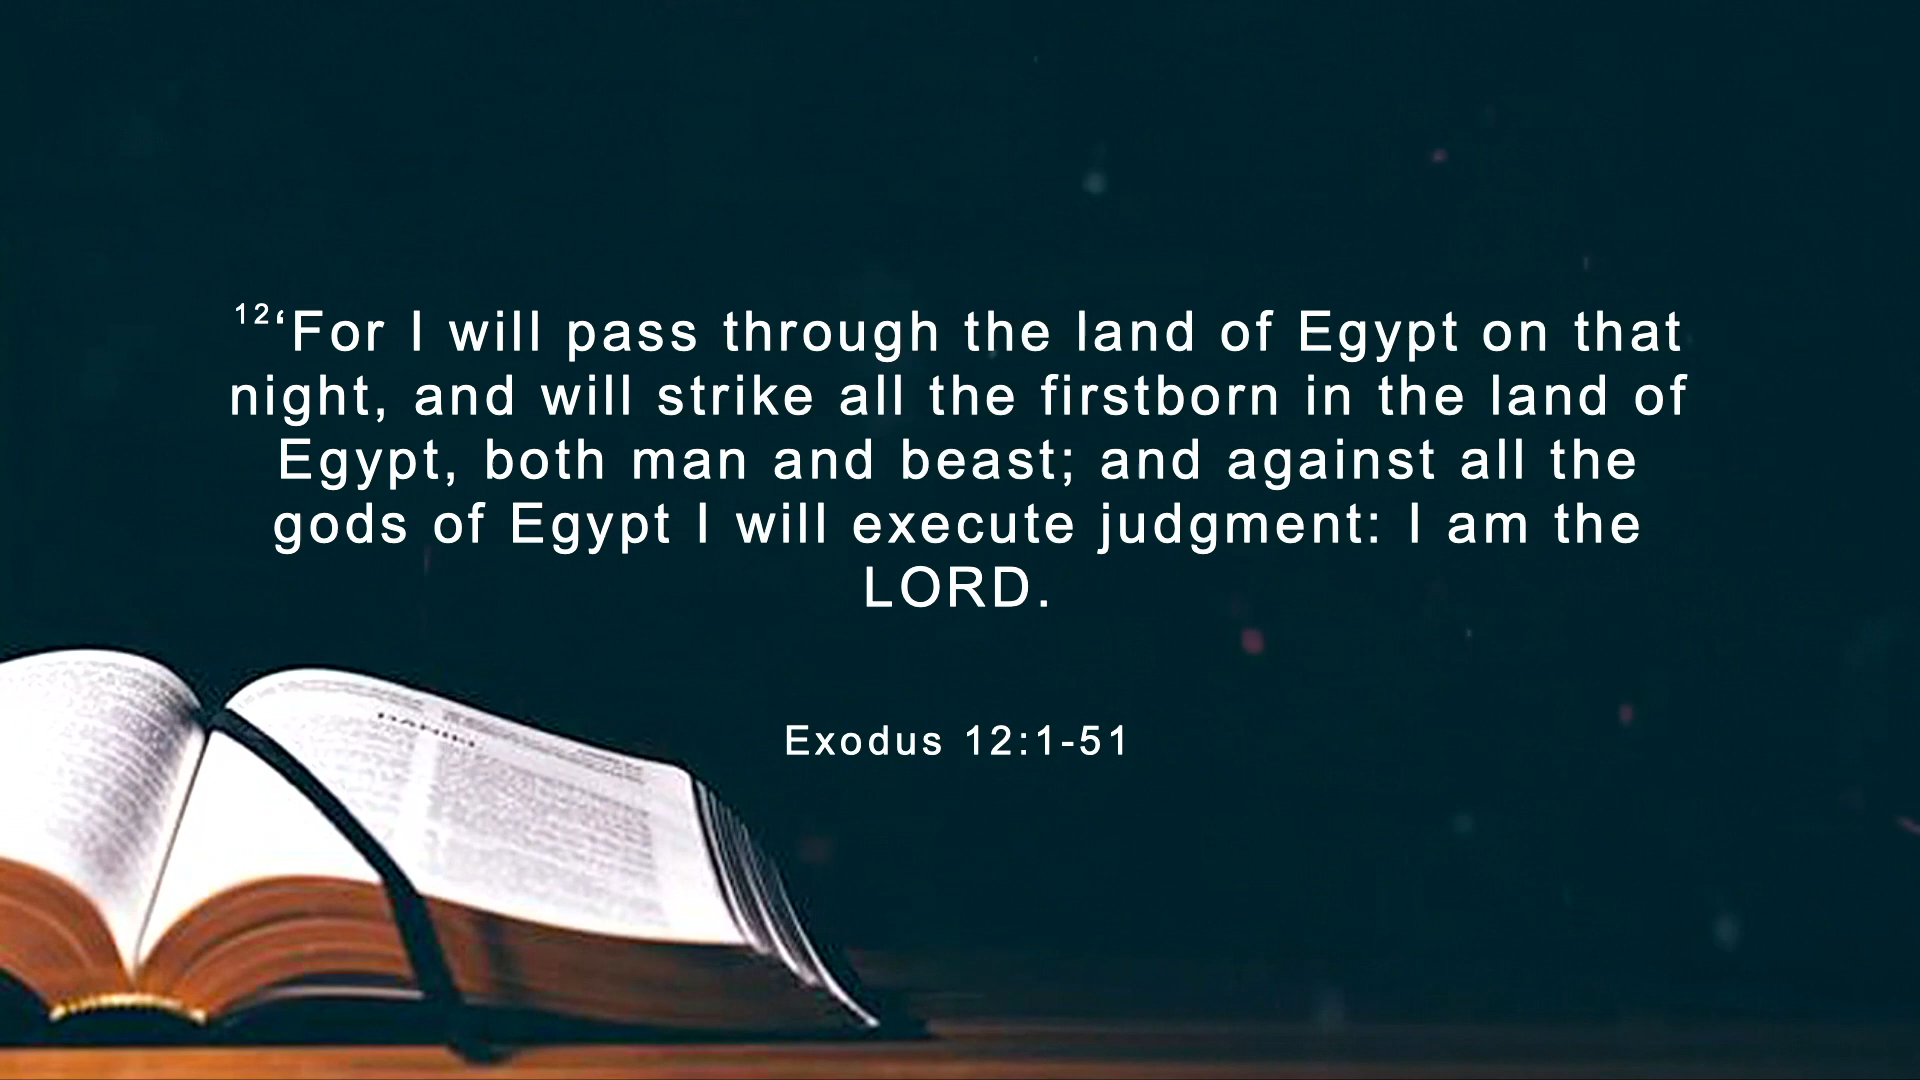 12‘For I will pass through the land of Egypt on that
night, and will strike all the firstborn in the land of
Egypt, both man and beast; and against all the
gods of Egypt I will execute judgment: I am the
LORD.
Exodus 12:1-51